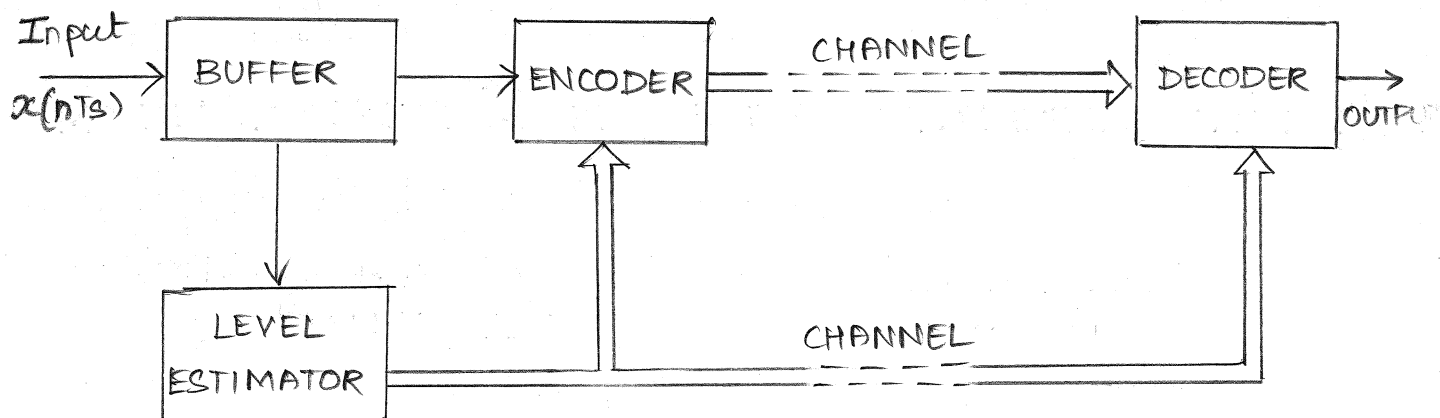 Input
x(nTs)
BUFFER
ENCODER
CHANNEL
DECODER
LEVEL
ESTIMATOR
CHANNEL